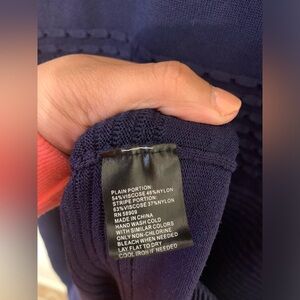 PLAIN PORTION:
54%VISCOSE 46%NYLON
STRIPE PORTION:
63%VISCOSE 37%NYLON
RN 58909
MADE IN CHINA
HAND WASH COLD
WITH SIMILAR COLORS
ONLY NON-CHLORINE
BLEACH WHEN NEEDED
LAY FLAT TO DRY
COOL IRON IF NEEDED